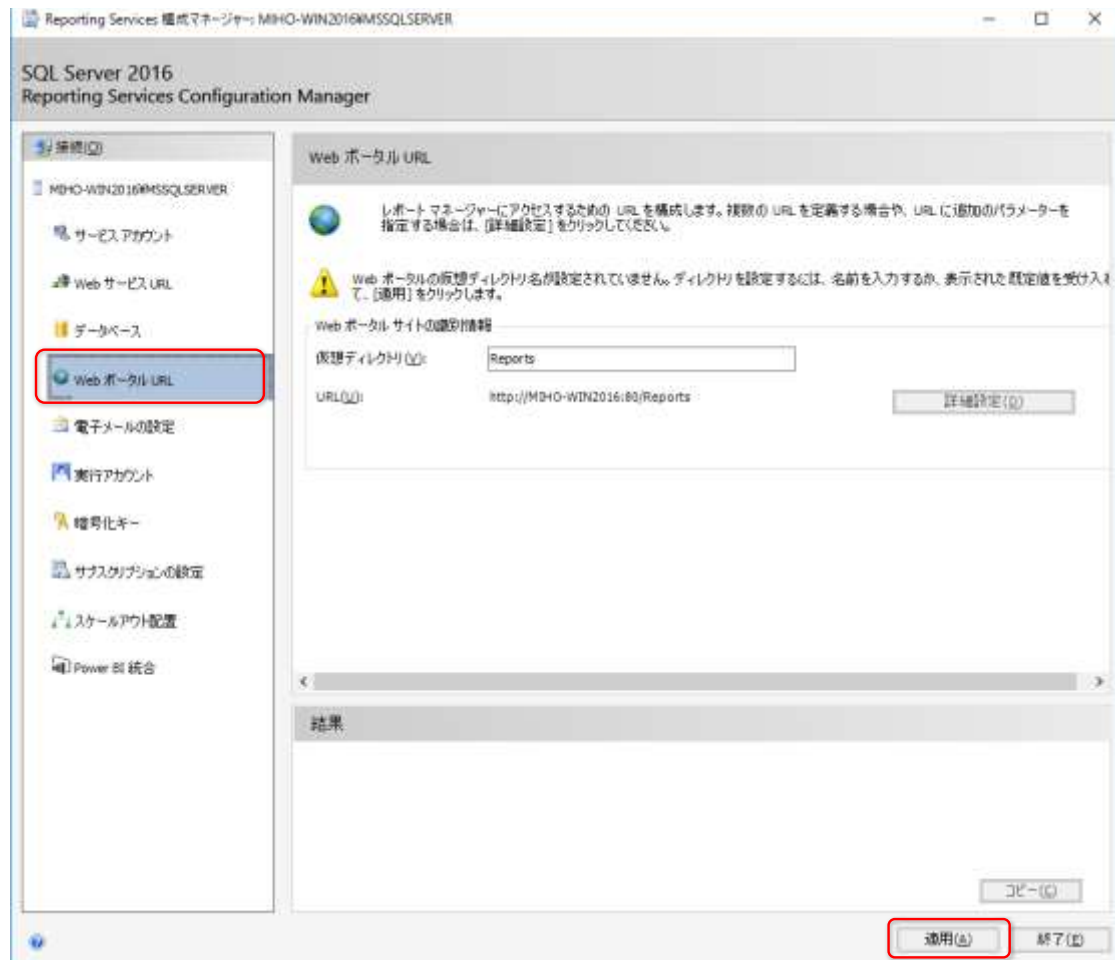 Reporting Services 構成マネージャー: MIHO-WIN2016¥MSSQLSERVER
SQL Server 2016
Reporting Services Configuration Manager
接続(O)
MIHO-WIN2016¥MSSQLSERVER
サービス アカウント
Web サービス URL
データベース
Web ポータル URL
電子メールの設定
実行アカウント
暗号化キー
サブスクリプションの設定
スケールアウト配置
Power BI 統合
Web ポータル URL
レポート マネージャーにアクセスするための URL を構成します。複数の URL を定義する場合や、URL に追加のパラメーターを
指定する場合は、[詳細設定] をクリックしてください。
Web ポータルの仮想ディレクトリ名が設定されていません。ディレクトリを設定するには、名前を入力するか、表示された既定値を受け入れ
て、[適用] をクリックします。
Web ポータル サイトの識別情報
仮想ディレクトリ(V):
Reports
URL(U):
http://MIHO-WIN2016:80/Reports
詳細設定(D)
結果
コピー(C)
適用(A)
終了(E)